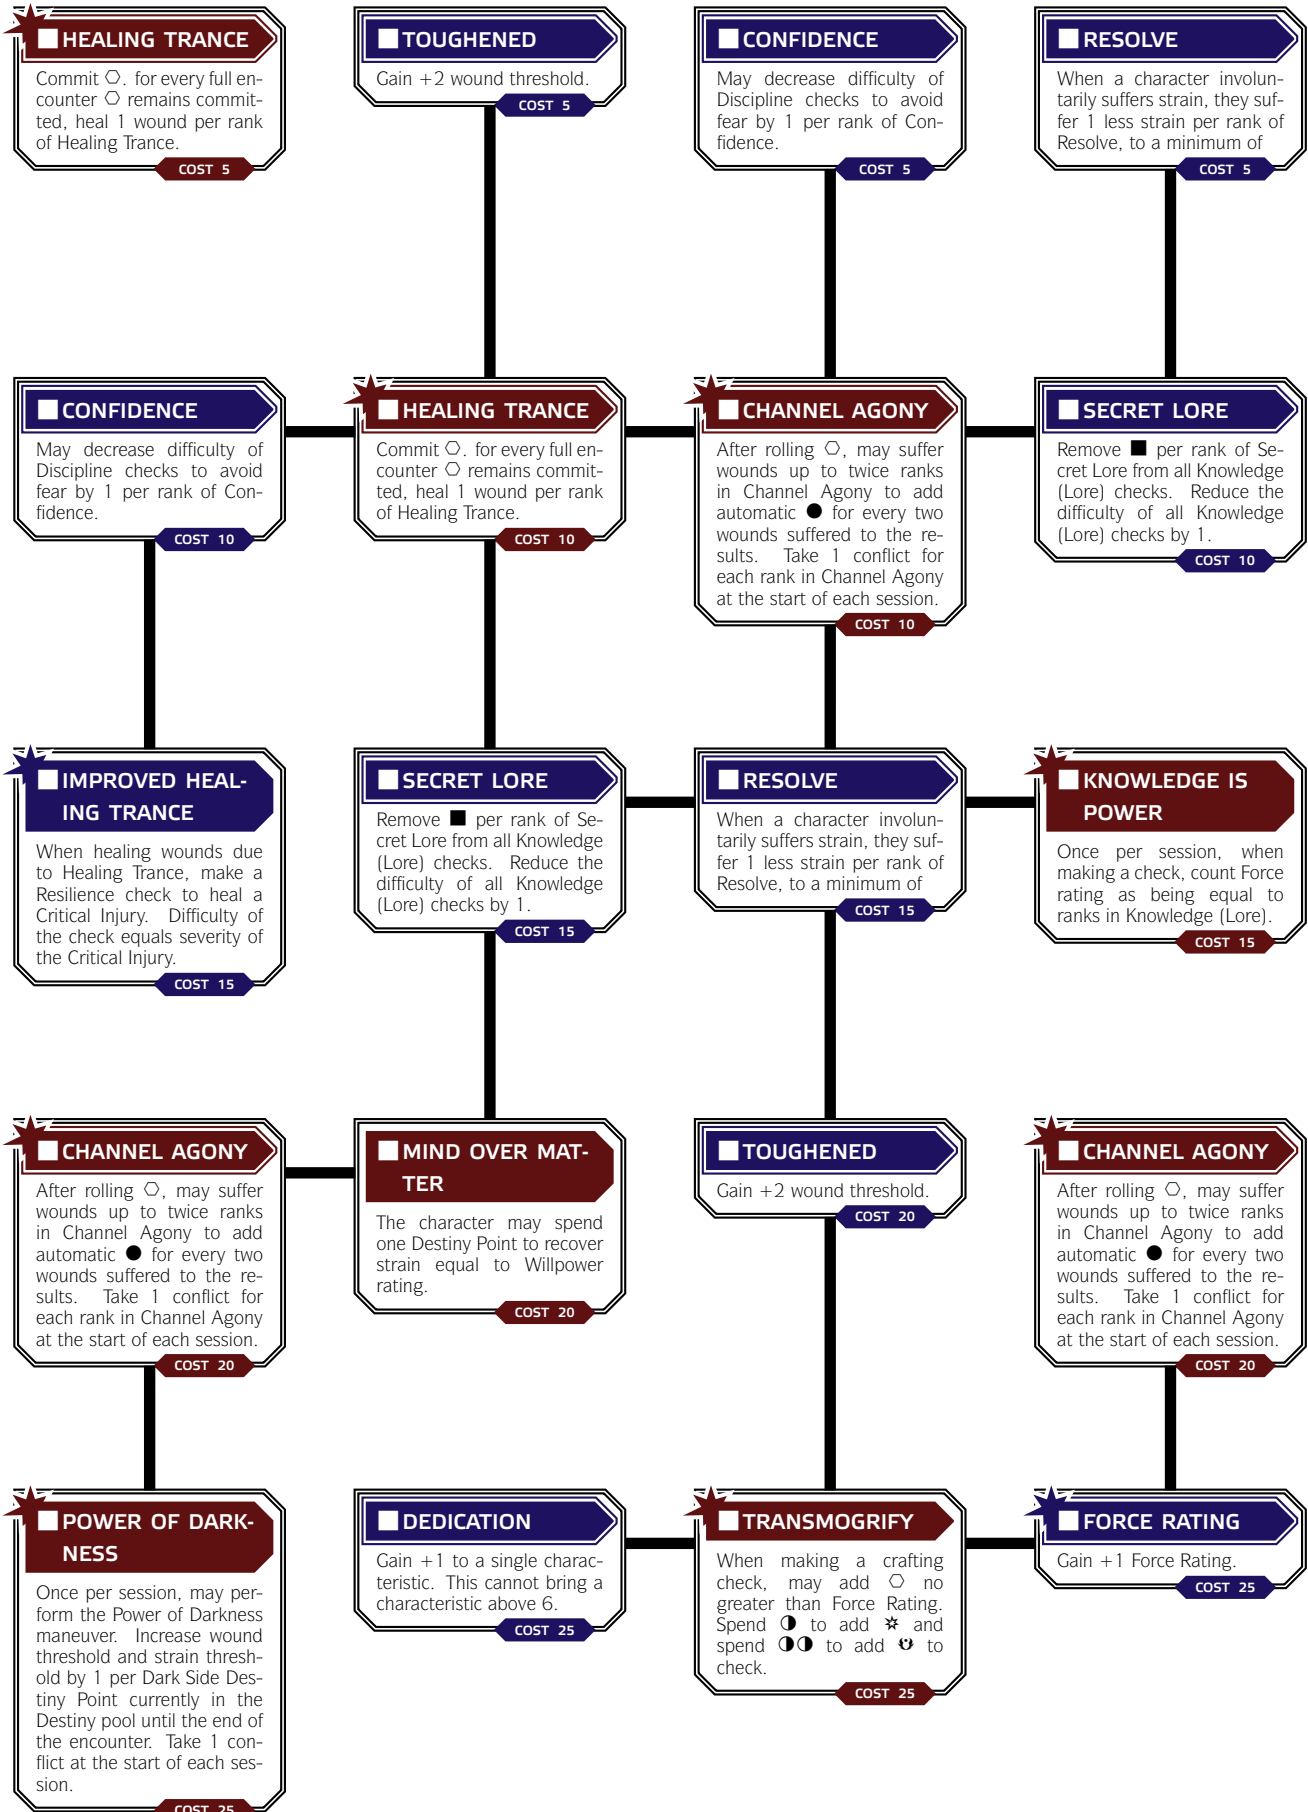 HEALING TRANCE
Commit ⬡. for every full en-
counter ⬡ remains commit-
ted, heal 1 wound per rank
of Healing Trance.
COST 5
TOUGHENED
Gain +2 wound threshold.
COST 5
CONFIDENCE
May decrease difficulty of
Discipline checks to avoid
fear by 1 per rank of Con-
fidence.
COST 5
RESOLVE
When a character involun-
tarily suffers strain, they suf-
fer 1 less strain per rank of
Resolve, to a minimum of
COST 5
CONFIDENCE
May decrease difficulty of
Discipline checks to avoid
fear by 1 per rank of Con-
fidence.
COST 10
HEALING TRANCE
Commit ⬡. for every full en-
counter ⬡ remains commit-
ted, heal 1 wound per rank
of Healing Trance.
COST 10
CHANNEL AGONY
After rolling ⬡, may suffer
wounds up to twice ranks
in Channel Agony to add
automatic ● for every two
wounds suffered to the re-
sults. Take 1 conflict for
each rank in Channel Agony
at the start of each session.
COST 10
SECRET LORE
Remove ■ per rank of Se-
cret Lore from all Knowledge
(Lore) checks. Reduce the
difficulty of all Knowledge
(Lore) checks by 1.
COST 10
IMPROVED HEAL-
ING TRANCE
When healing wounds due
to Healing Trance, make a
Resilience check to heal a
Critical Injury. Difficulty of
the check equals severity of
the Critical Injury.
COST 15
SECRET LORE
Remove ■ per rank of Se-
cret Lore from all Knowledge
(Lore) checks. Reduce the
difficulty of all Knowledge
(Lore) checks by 1.
COST 15
RESOLVE
When a character involun-
tarily suffers strain, they suf-
fer 1 less strain per rank of
Resolve, to a minimum of
COST 15
KNOWLEDGE IS
POWER
Once per session, when
making a check, count Force
rating as being equal to
ranks in Knowledge (Lore).
COST 15
CHANNEL AGONY
After rolling ⬡, may suffer
wounds up to twice ranks
in Channel Agony to add
automatic ● for every two
wounds suffered to the re-
sults. Take 1 conflict for
each rank in Channel Agony
at the start of each session.
COST 20
MIND OVER MAT-
TER
The character may spend
one Destiny Point to recover
strain equal to Willpower
rating.
COST 20
TOUGHENED
Gain +2 wound threshold.
COST 20
CHANNEL AGONY
After rolling ⬡, may suffer
wounds up to twice ranks
in Channel Agony to add
automatic ● for every two
wounds suffered to the re-
sults. Take 1 conflict for
each rank in Channel Agony
at the start of each session.
COST 20
POWER OF DARK-
NESS
Once per session, may per-
form the Power of Darkness
maneuver. Increase wound
threshold and strain thresh-
old by 1 per Dark Side Des-
tiny Point currently in the
Destiny pool until the end of
the encounter. Take 1 con-
flict at the start of each ses-
sion.
COST 25
DEDICATION
Gain +1 to a single charac-
teristic. This cannot bring a
characteristic above 6.
COST 25
TRANSMOGRIFY
When making a crafting
check, may add ⬡ no
greater than Force Rating.
Spend ◑ to add and
spend ◑◑ to add to
check.
COST 25
FORCE RATING
Gain +1 Force Rating.
COST 25